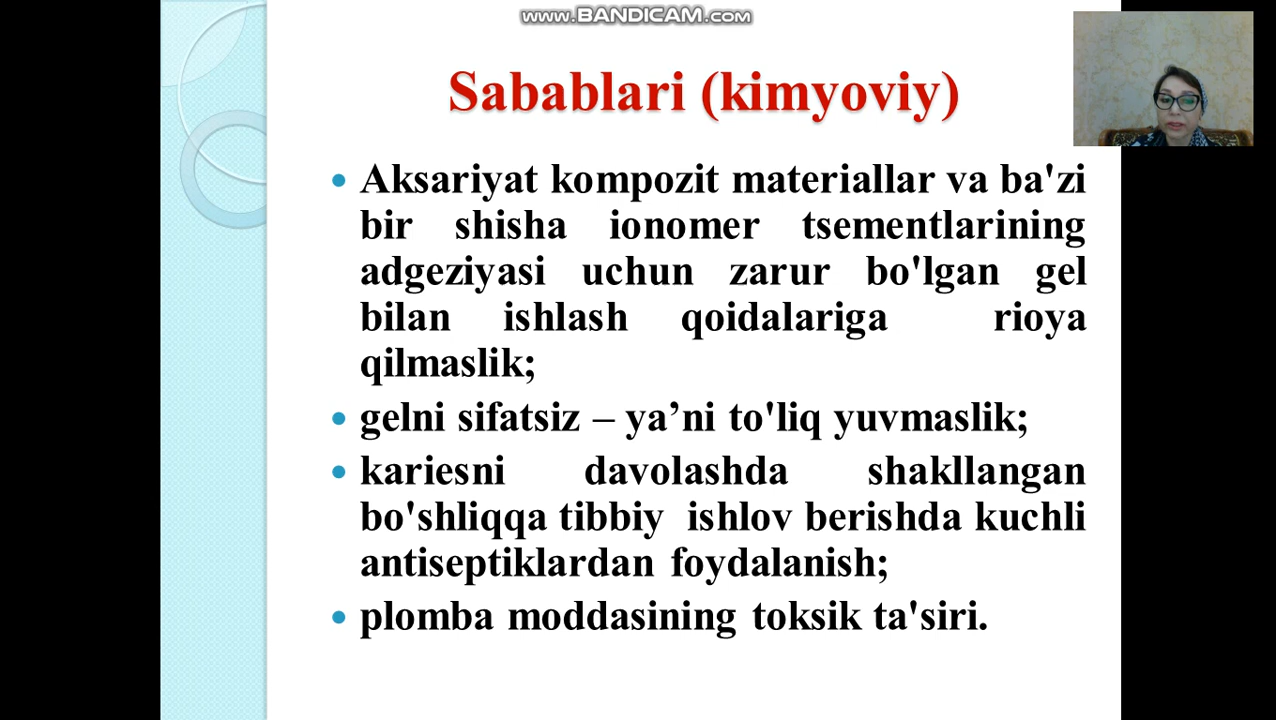 www.BANDICAM.com
Sabablari (kimyoviy)
• Aksariyat kompozit materiallar va ba'zi
bir shisha ionomer tsementlarining
adgeziyasi uchun zarur bo'lgan gel
bilan ishlash qoidalariga rioya
qilmaslik;
• gelni sifatsiz – ya’ni to'liq yuvmaslik;
• kariesni davolashda shakllangan
bo'shliqqa tibbiy ishlov berishda kuchli
antiseptiklardan foydalanish;
• plomba moddasining toksik ta'siri.